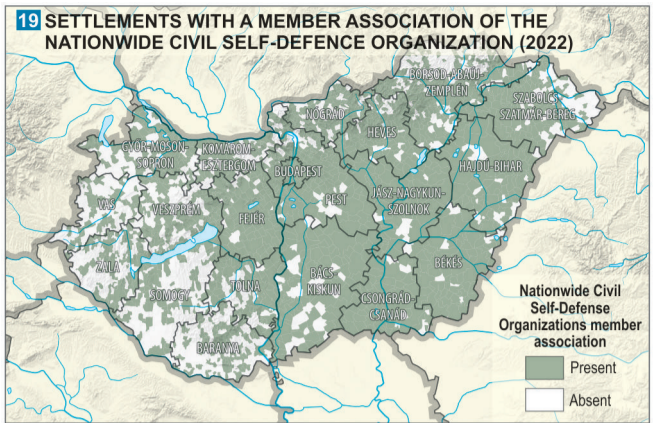 19 SETTLEMENTS WITH A MEMBER ASSOCIATION OF THE
NATIONWIDE CIVIL SELF-DEFENCE ORGANIZATION (2022)
BORSOD-ABAÚJ-
ZEMPLÉN
SZABOLCS
SZATMÁR-BEREG
NÓGRÁD
HEVES
GYŐR-MOSON-
SOPRON
KOMÁROM-
ESZTERGOM
BUDAPEST
HAJDÚ-BIHAR
VAS
VESZPRÉM
FEJÉR
PEST
JÁSZ-NAGYKUN-
SZOLNOK
ZALA
SOMOGY
TOLNA
BÁCS
KISKUN
BÉKÉS
CSONGRÁD-
CSANÁD
BARANYA
Nationwide Civil
Self-Defense
Organizations member
association
Present
Absent